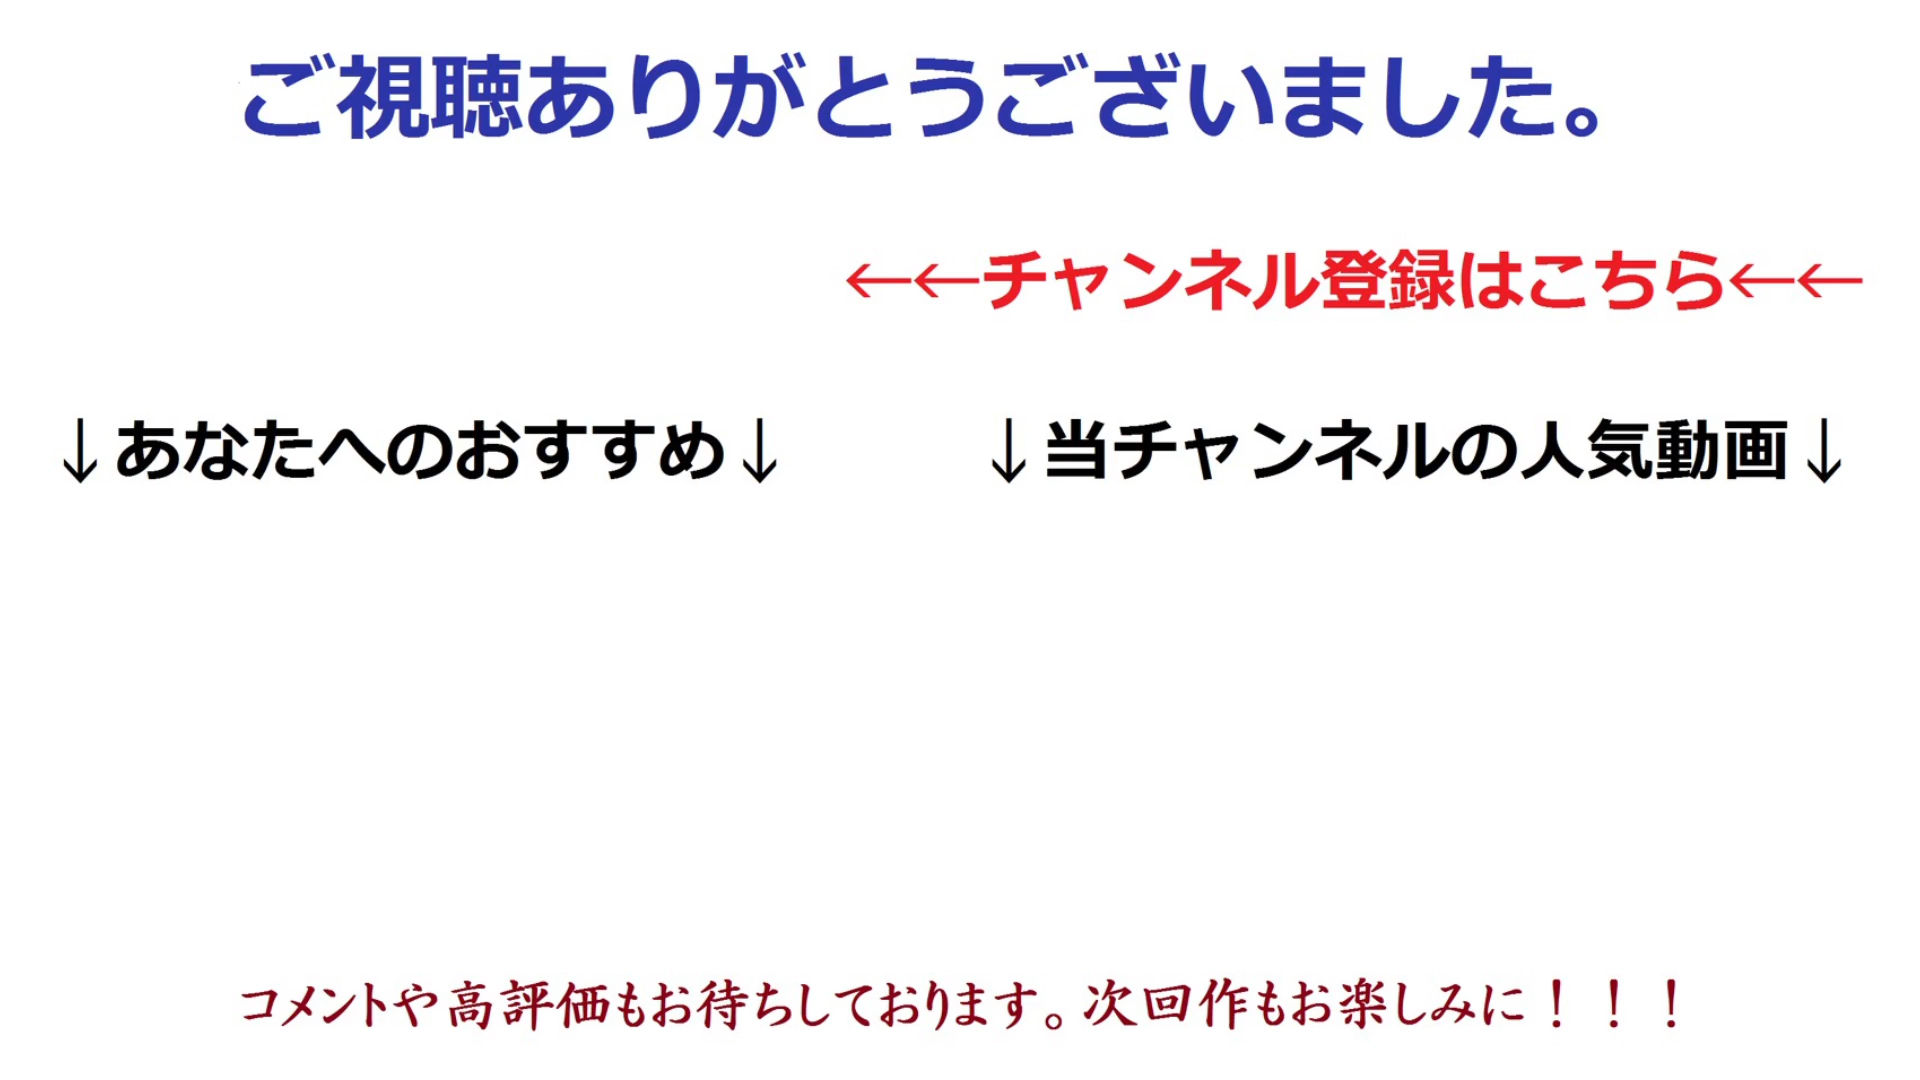 ご視聴ありがとうございました。
←←チャンネル登録はこちら←←
↓あなたへのおすすめ↓
↓当チャンネルの人気動画↓
コメントや高評価もお待ちしております。次回作もお楽しみに！！！